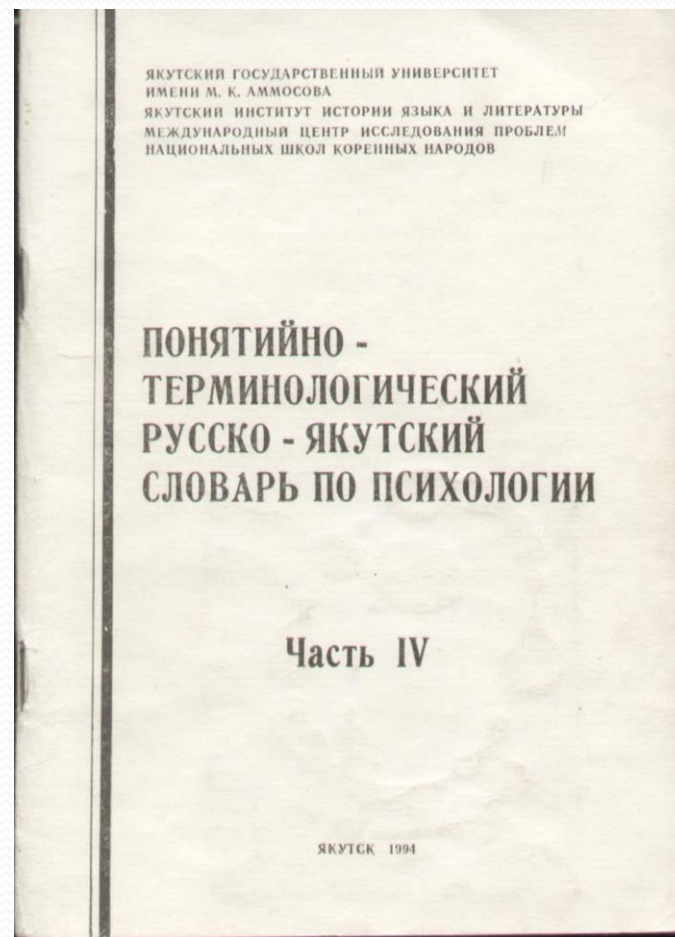 ЯКУТСКИЙ ГОСУДАРСТВЕННЫЙ УНИВЕРСИТЕТ
ИМЕНИ М. К. АММОСОВА
ЯКУТСКИЙ ИНСТИТУТ ИСТОРИИ ЯЗЫКА И ЛИТЕРАТУРЫ
МЕЖДУНАРОДНЫЙ ЦЕНТР ИССЛЕДОВАНИЯ ПРОБЛЕМ
НАЦИОНАЛЬНЫХ ШКОЛ КОРЕННЫХ НАРОДОВ
ПОНЯТИЙНО -
ТЕРМИНОЛОГИЧЕСКИЙ
РУССКО - ЯКУТСКИЙ
СЛОВАРЬ ПО ПСИХОЛОГИИ
Часть IV
ЯКУТСК 1994